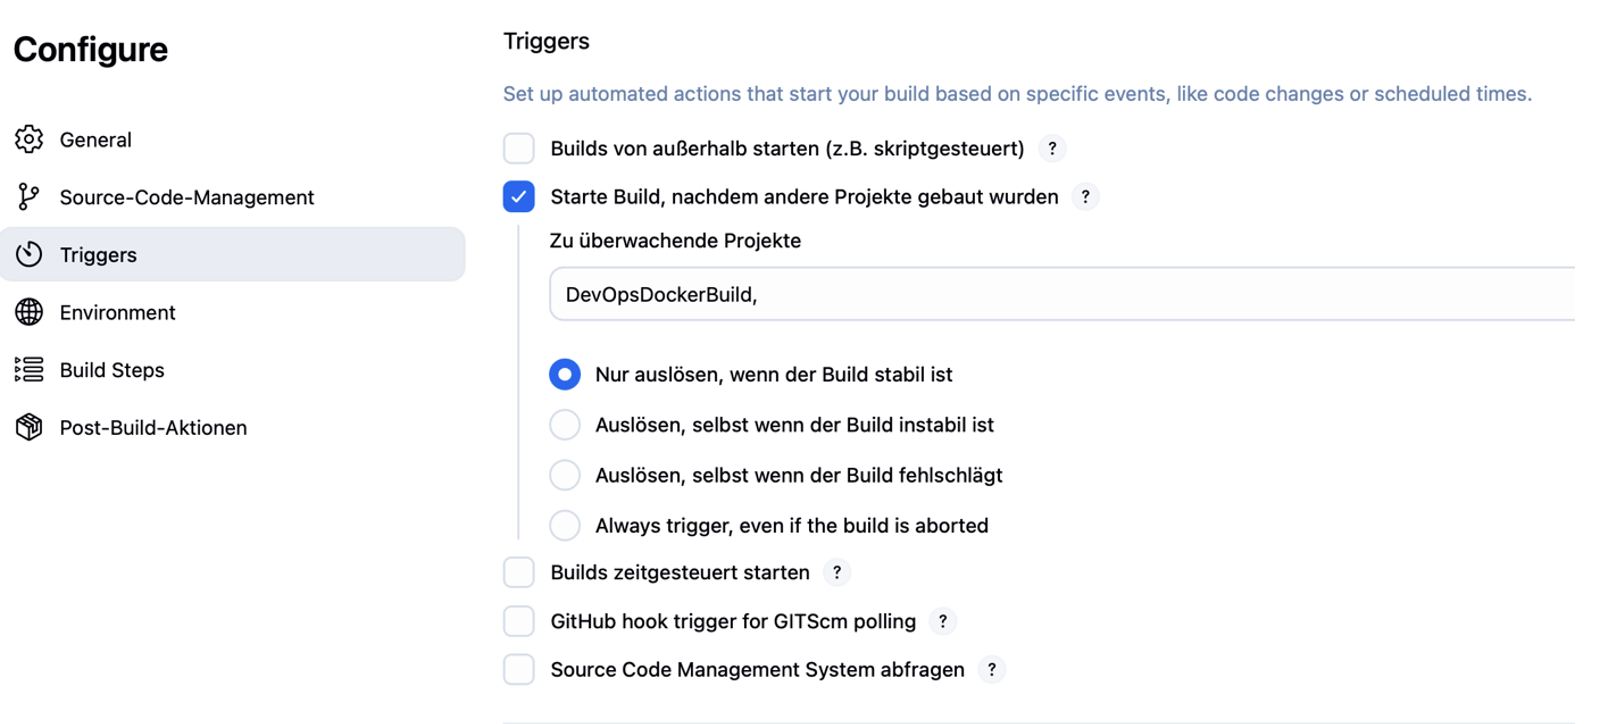 Configure
General
Source-Code-Management
Triggers
Environment
Build Steps
Post-Build-Aktionen
Triggers
Set up automated actions that start your build based on specific events, like code changes or scheduled times.
Builds von außerhalb starten (z.B. skriptgesteuert) ?
Starte Build, nachdem andere Projekte gebaut wurden ?
Zu überwachende Projekte
DevOpsDockerBuild,
Nur auslösen, wenn der Build stabil ist
Auslösen, selbst wenn der Build instabil ist
Auslösen, selbst wenn der Build fehlschlägt
Always trigger, even if the build is aborted
Builds zeitgesteuert starten ?
GitHub hook trigger for GITScm polling ?
Source Code Management System abfragen ?